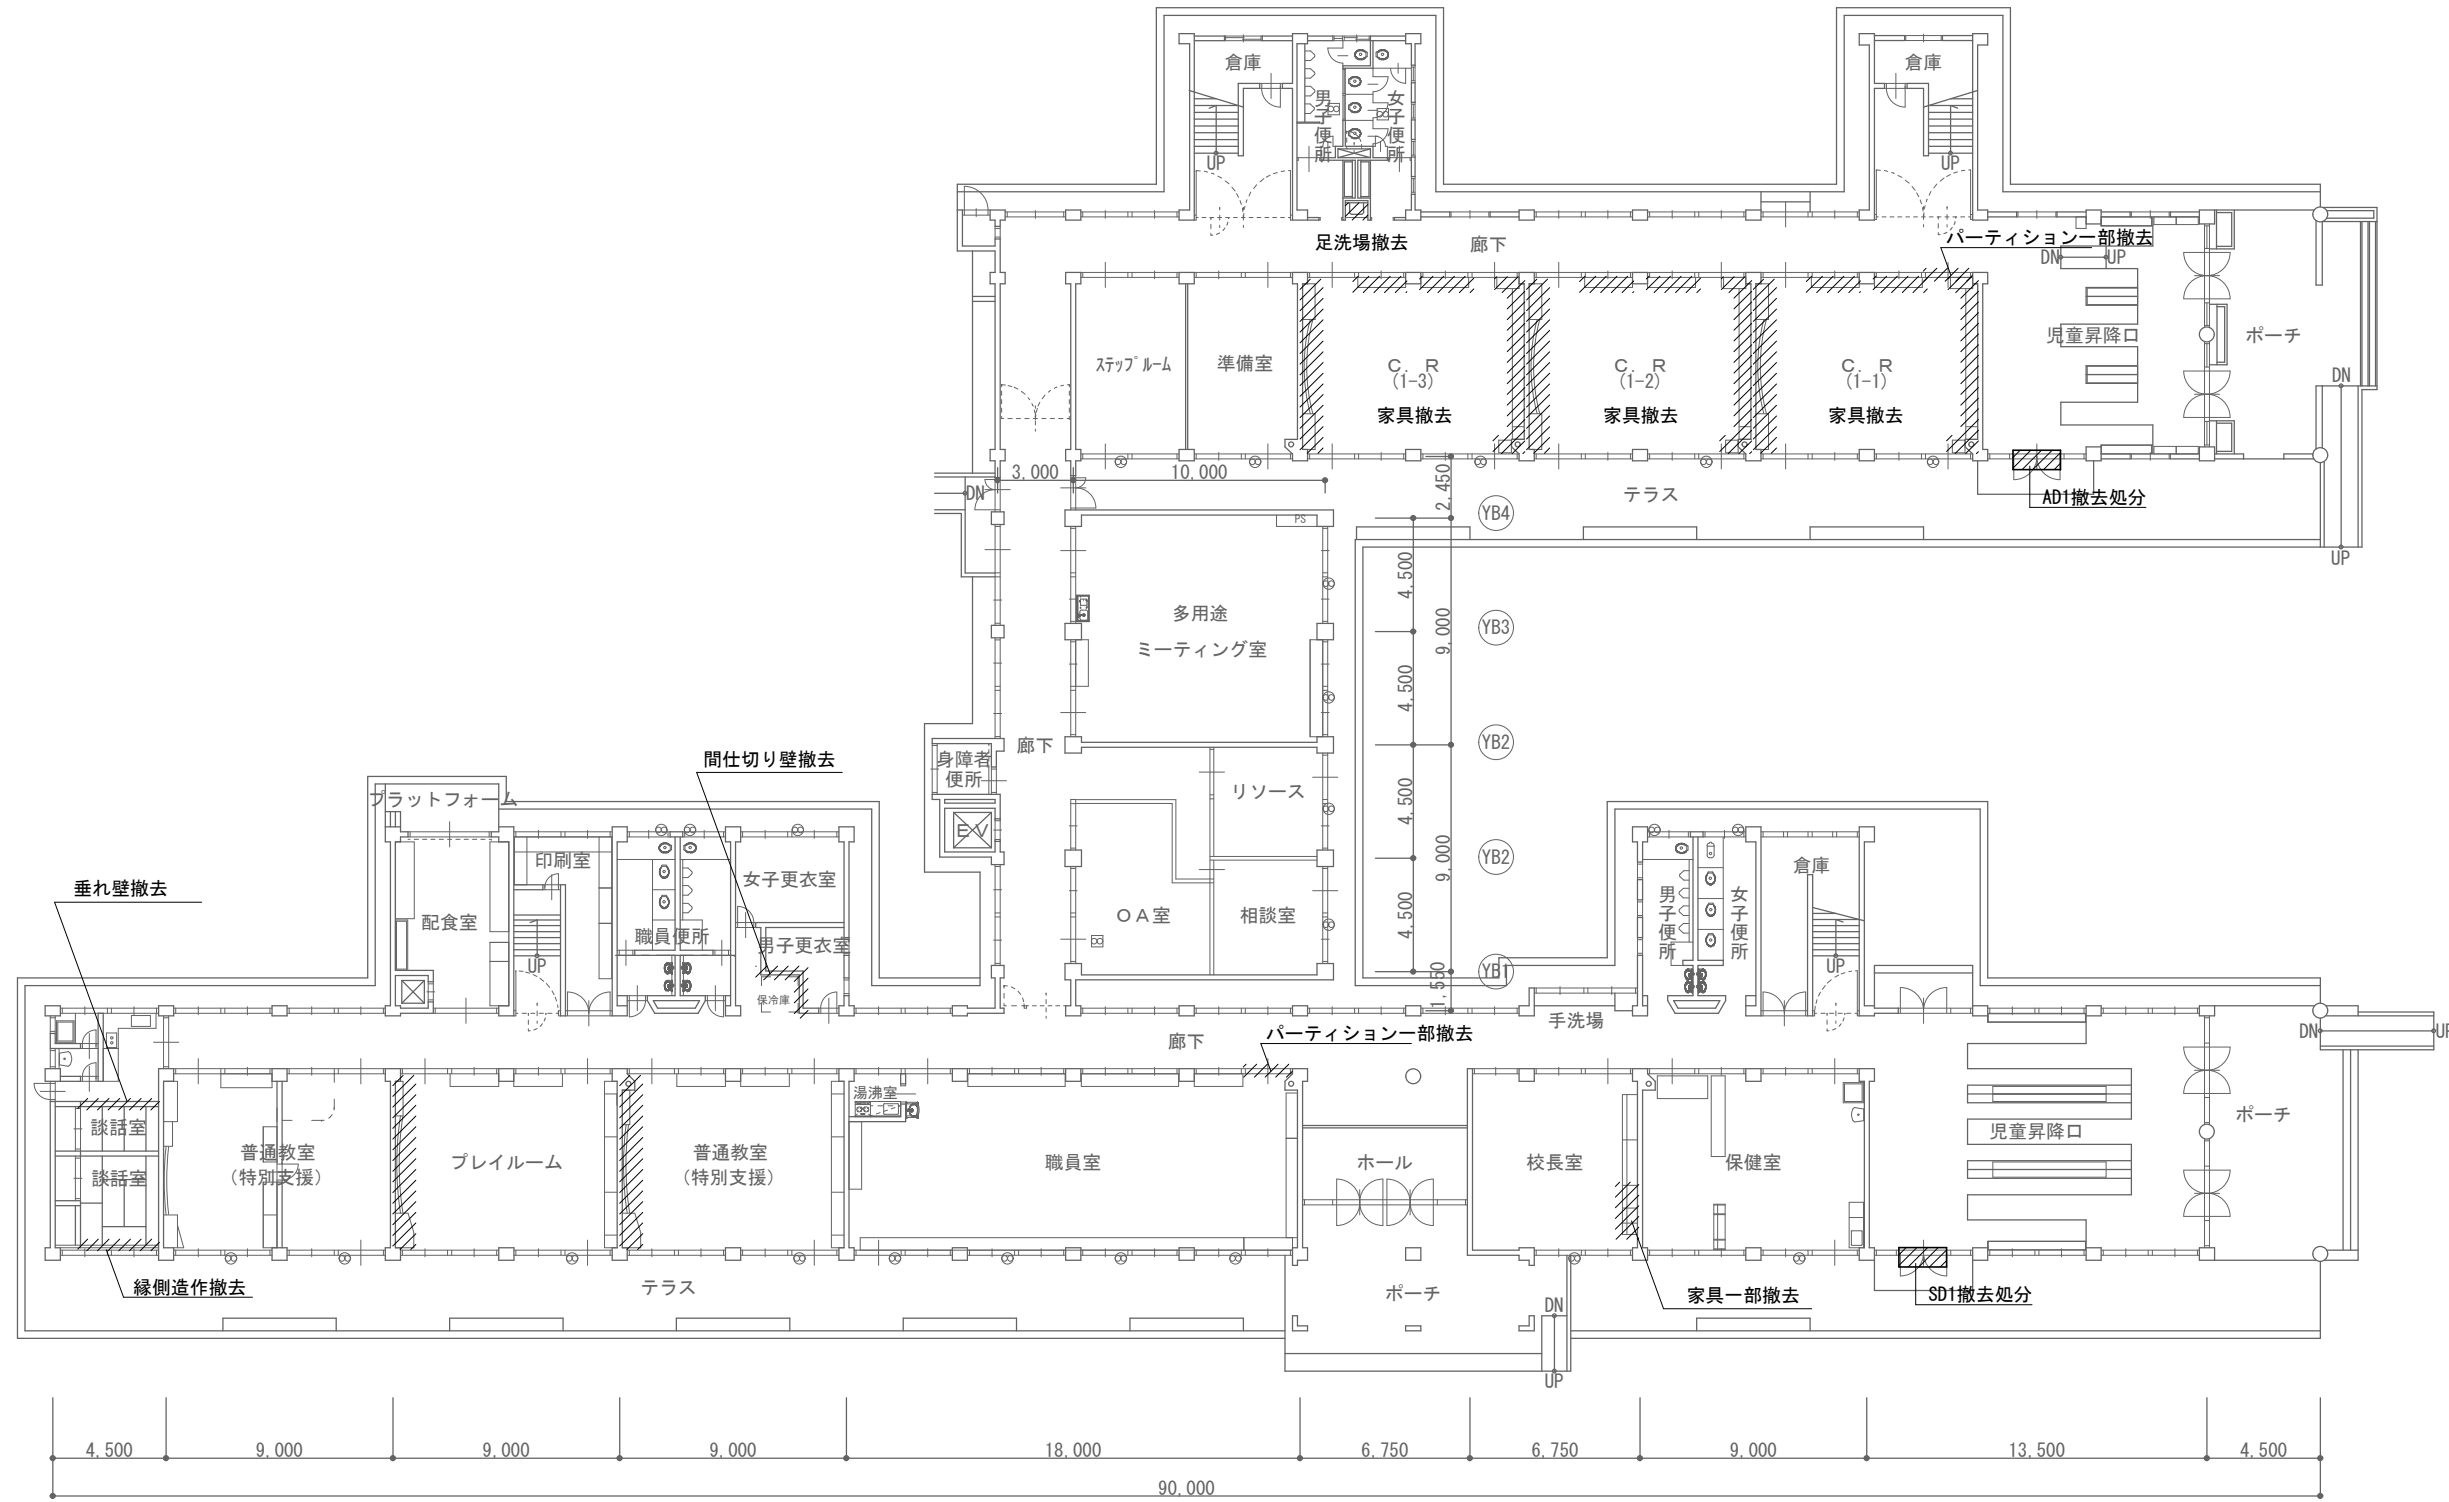 倉庫
男子便所
女子便所
倉庫
UP
UP
足洗場撤去
廊下
パーティション一部撤去
DN
UP
ステップルーム
準備室
C．R
(1-3)
家具撤去
C．R
(1-2)
家具撤去
C．R
(1-1)
家具撤去
児童昇降口
ポーチ
DN
3,000
10,000
2,450
DN
テラス
AD1撤去処分
PS
YB4
UP
4,500
多用途
ミーティング室
9,000
YB3
4,500
廊下
YB2
間仕切り壁撤去
身障者
便所
リソース
4,500
プラットフォーム
EV
印刷室
9,000
YB2
倉庫
女子更衣室
垂れ壁撤去
配食室
OA室
相談室
4,500
男子便所
女子便所
職員便所
男子更衣室
UP
UP
YB1
1,550
保冷庫
手洗場
廊下
パーティション一部撤去
DN
UP
湯沸室
談話室
談話室
普通教室
(特別支援)
プレイルーム
普通教室
(特別支援)
職員室
ホール
校長室
保健室
児童昇降口
ポーチ
縁側造作撤去
テラス
ポーチ
DN
家具一部撤去
SD1撤去処分
UP
4,500
9,000
9,000
9,000
18,000
6,750
6,750
9,000
13,500
4,500
90,000